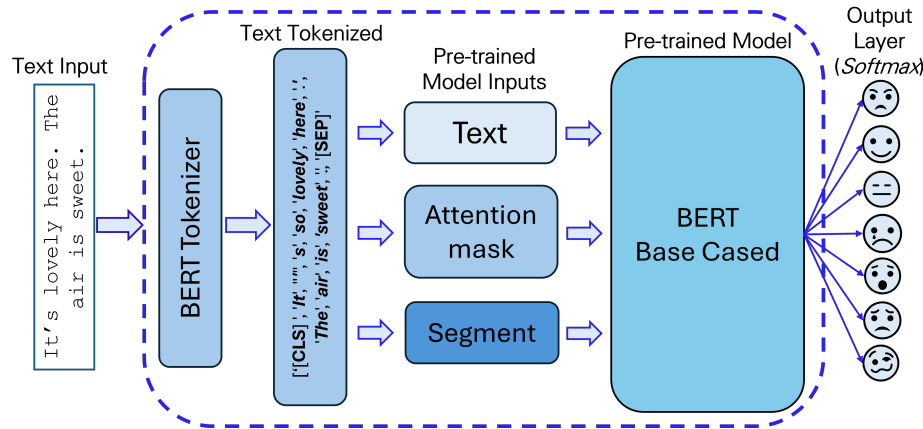 Text Input
It's lovely here. The
air is sweet.
BERT Tokenizer
Text Tokenized
['[CLS]', 'It', ''''', 's', 'so, 'lovely', 'here', '.',
'The', 'air', 'is', 'sweet', '.', '[SEP]'
Pre-trained
Model Inputs
Text
Attention
mask
Segment
Pre-trained Model
BERT
Base Cased
Output
Layer
(Softmax)